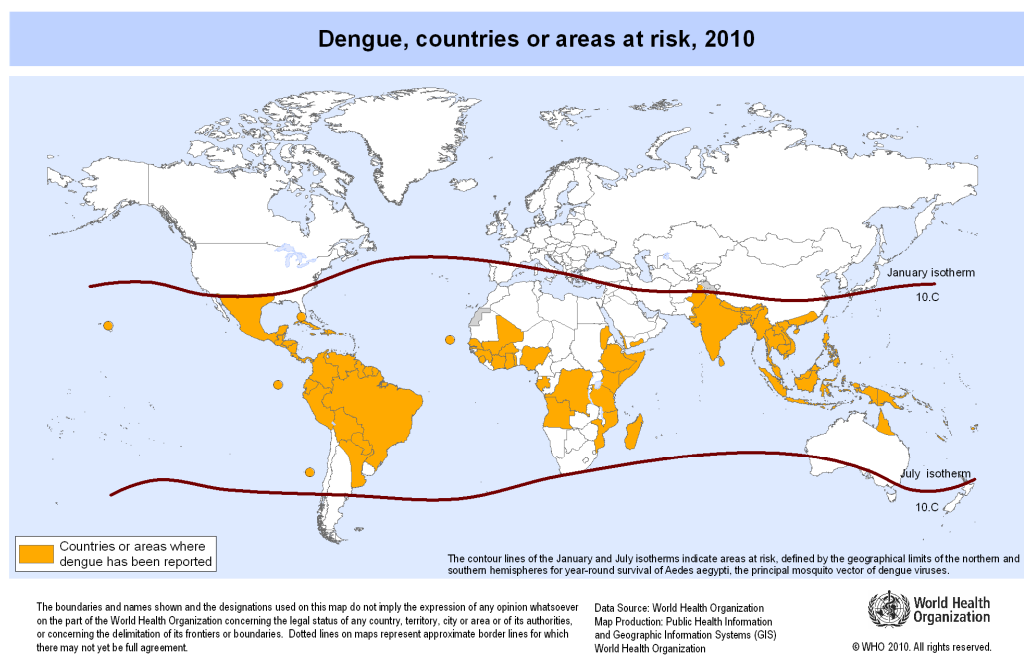 Dengue, countries or areas at risk, 2010
January isotherm
10.C
July isotherm
10.C
Countries or areas where
dengue has been reported
The contour lines of the January and July isotherms indicate areas at risk, defined by the geographical limits of the northern and
southern hemispheres for year-round survival of Aedes aegypti, the principal mosquito vector of dengue viruses.
The boundaries and names shown and the designations used on this map do not imply the expression of any opinion whatsoever
on the part of the World Health Organization concerning the legal status of any country, territory, city or area or of its authorities,
or concerning the delimitation of its frontiers or boundaries. Dotted lines on maps represent approximate border lines for which
there may not yet be full agreement.
Data Source: World Health Organization
Map Production: Public Health Information
and Geographic Information Systems (GIS)
World Health Organization
World Health
Organization
© WHO 2010. All rights reserved.